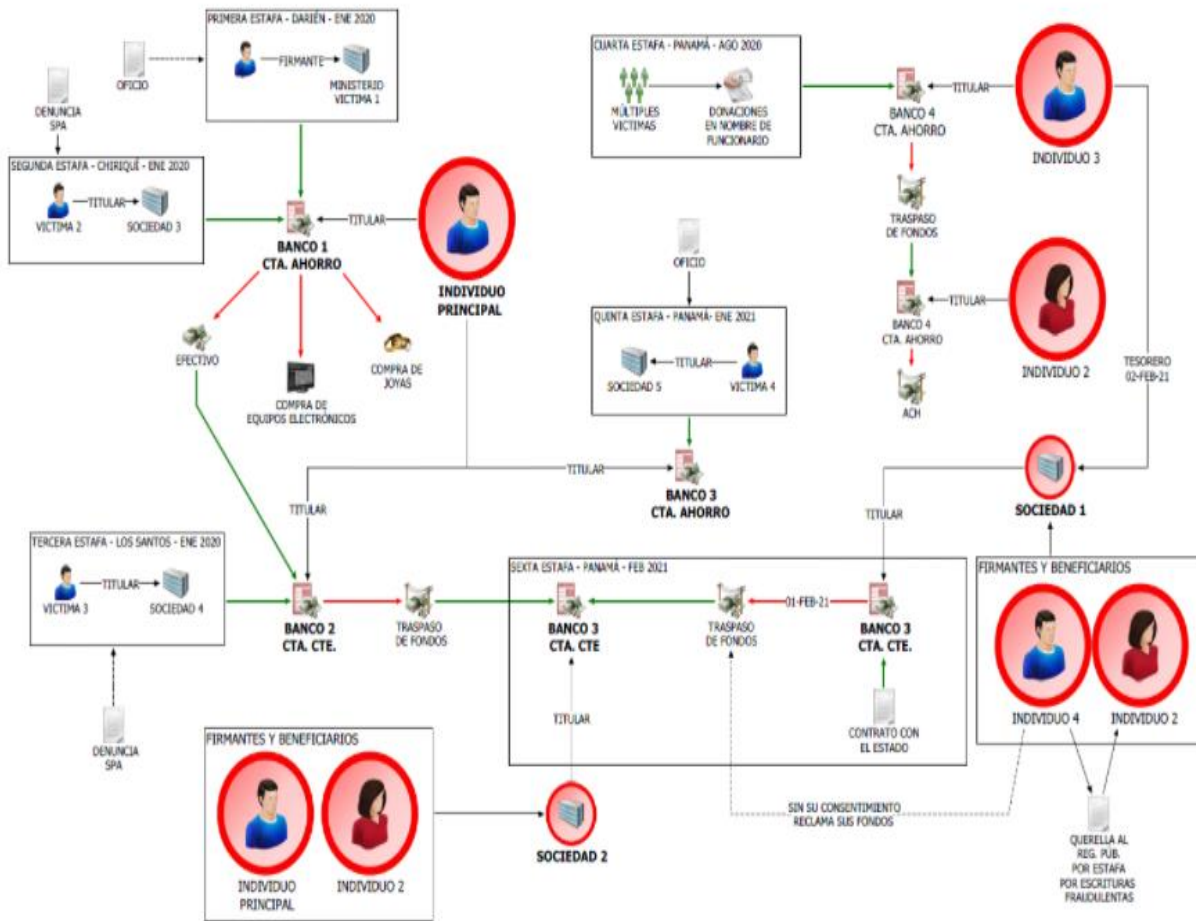 PRIMERA ESTAFA - DARIÉN - ENE 2020
FIRMANTE
MINISTERIO
VICTIMA 1
OFICIO
DENUNCIA
SPA
SEGUNDA ESTAFA - CHIRIQUÍ - ENE 2020
VICTIMA 2
TITULAR
SOCIEDAD 3
BANCO 1
CTA. AHORRO
TITULAR
INDIVIDUO
PRINCIPAL
EFECTIVO
COMPRA DE
EQUIPOS ELECTRÓNICOS
COMPRA DE
JOYAS
CUARTA ESTAFA - PANAMÁ - AGO 2020
MÚLTIPLES
VICTIMAS
DONACIONES
EN NOMBRE DE
FUNCIONARIO
BANCO 4
CTA. AHORRO
TITULAR
INDIVIDUO 3
TRASPASO
DE FONDOS
BANCO 4
CTA. AHORRO
TITULAR
INDIVIDUO 2
ACH
TESORERO
02-FEB-21
OFICIO
QUINTA ESTAFA - PANAMÁ- ENE 2021
SOCIEDAD 5
TITULAR
VICTIMA 4
TITULAR
BANCO 3
CTA. AHORRO
TITULAR
TITULAR
SOCIEDAD 1
TERCERA ESTAFA - LOS SANTOS - ENE 2020
VICTIMA 3
TITULAR
SOCIEDAD 4
DENUNCIA
SPA
BANCO 2
CTA. CTE.
TRASPASO
DE FONDOS
SEXTA ESTAFA - PANAMÁ - FEB 2021
BANCO 3
CTA. CTE
TRASPASO
DE FONDOS
01-FEB-21
BANCO 3
CTA. CTE.
CONTRATO CON
EL ESTADO
TITULAR
FIRMANTES Y BENEFICIARIOS
INDIVIDUO 4
INDIVIDUO 2
SIN SU CONSENTIMIENTO
RECLAMA SUS FONDOS
QUERELLA AL
REG. PÚB.
POR ESTAFA
POR ESCRITURAS
FRAUDULENTAS
FIRMANTES Y BENEFICIARIOS
INDIVIDUO
PRINCIPAL
INDIVIDUO 2
SOCIEDAD 2